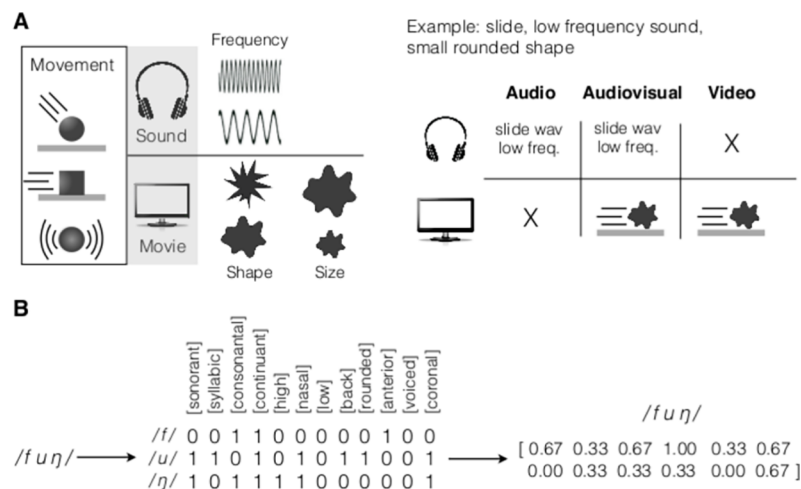 A
Movement
Sound
Movie
Frequency
Shape
Size
Example: slide, low frequency sound,
small rounded shape
Audio Audiovisual Video
slide wav slide wav X
low freq. low freq.
X
B
[sonorant]
[syllabic]
[consonantal]
[continuant]
[high]
[nasal]
[low]
[back]
[rounded]
[anterior]
[voiced]
[coronal]
/f u ŋ/
/f/ 0 0 1 1 0 0 0 0 0 1 0 0
/u/ 1 1 0 1 0 1 0 1 1 0 0 1
/ŋ/ 1 0 1 1 1 1 0 0 0 0 0 1
/f u ŋ/
[ 0.67 0.33 0.67 1.00 0.33 0.67
0.00 0.33 0.33 0.33 0.00 0.67 ]